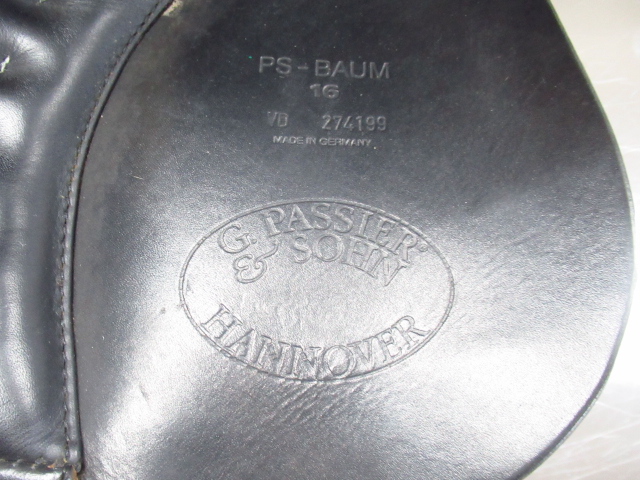 PS-BAUM
16
VD 274199
MADE IN GERMANY
G. PASSIER
& SOHN
HANNOVER